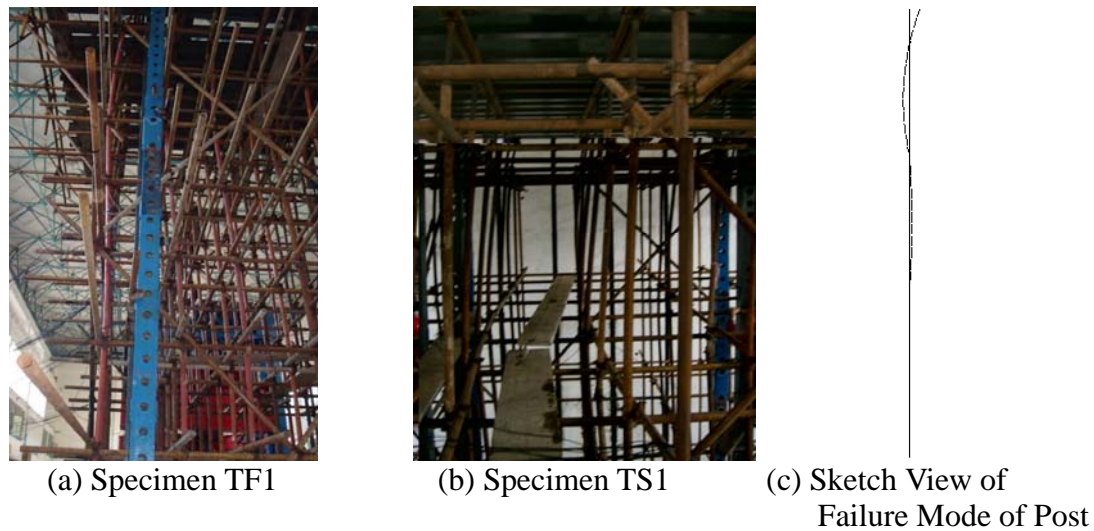 (a) Specimen TF1
(b) Specimen TS1
(c) Sketch View of
Failure Mode of Post